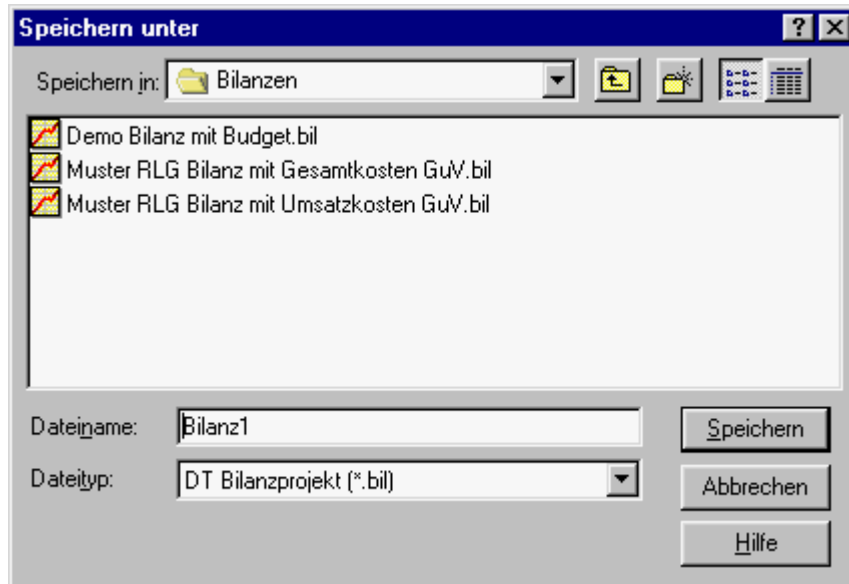 Speichern unter
Speichern in: Bilanzen
Demo Bilanz mit Budget.bil
Muster RLG Bilanz mit Gesamtkosten GuV.bil
Muster RLG Bilanz mit Umsatzkosten GuV.bil
Dateiname: Bilanz1 Speichern
Dateityp: DT Bilanzprojekt (*.bil) Abbrechen
Hilfe